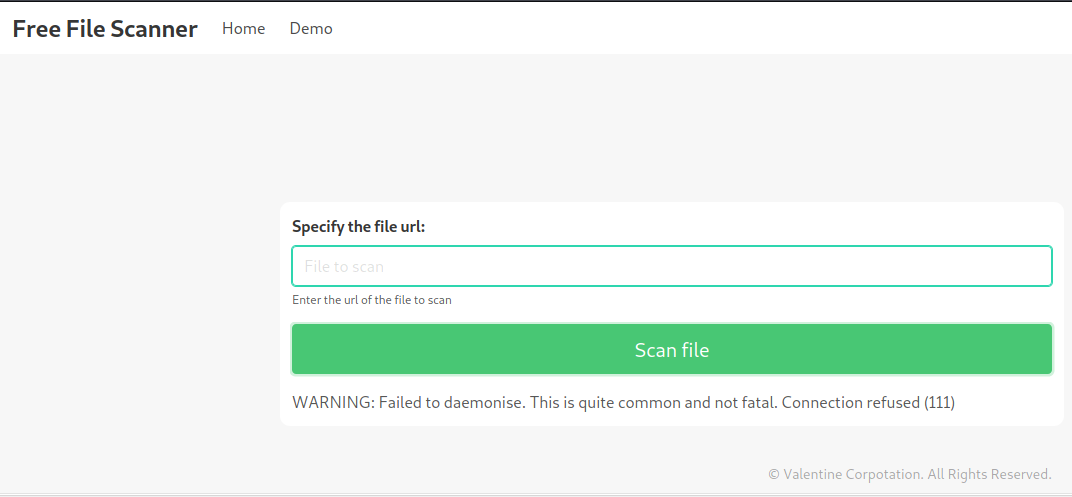 Free File Scanner Home Demo
Specify the file url:
File to scan
Enter the url of the file to scan
Scan file
WARNING: Failed to daemonise. This is quite common and not fatal. Connection refused (111)
© Valentine Corpotation. All Rights Reserved.